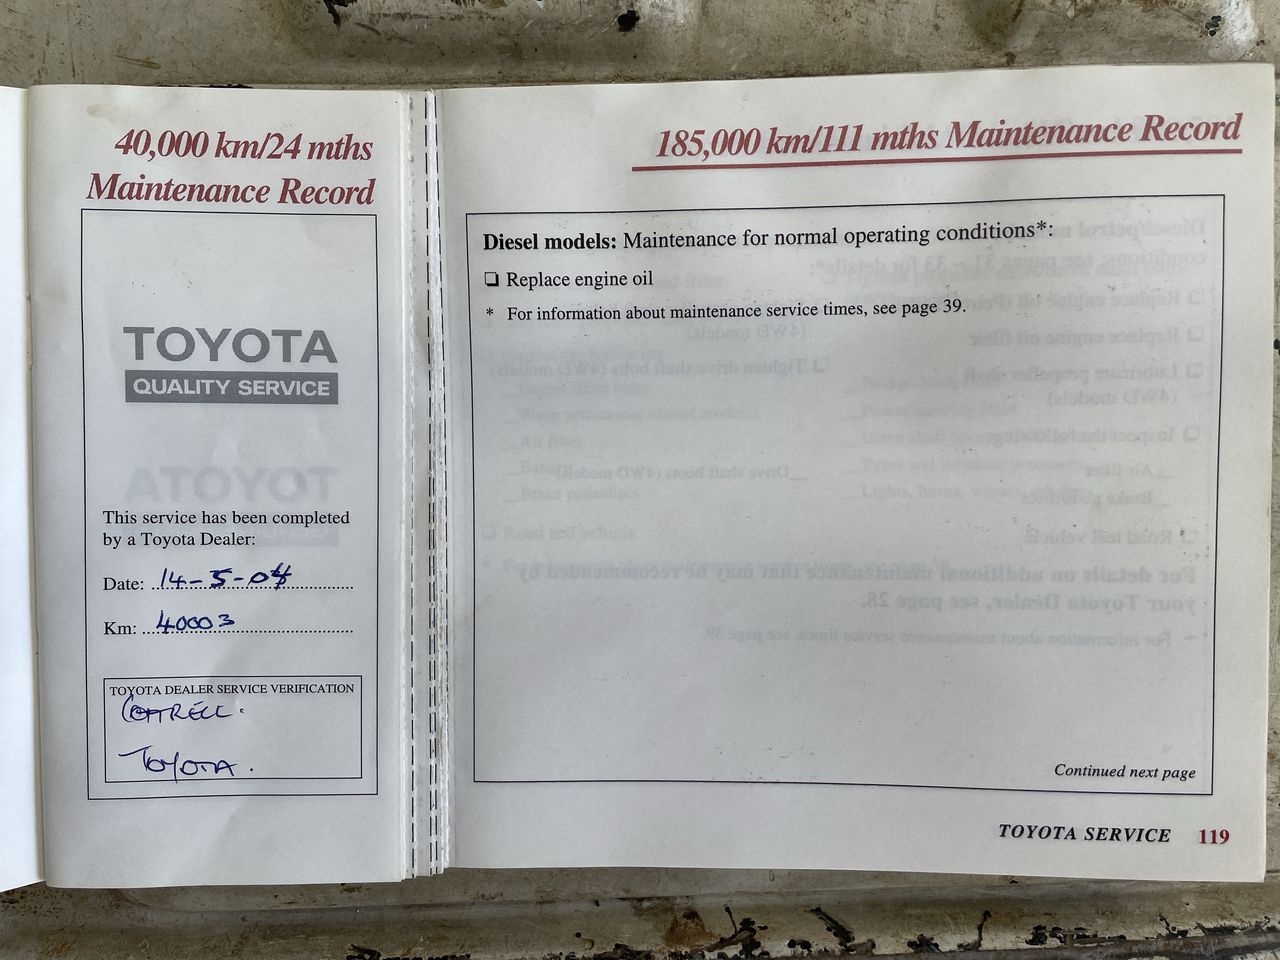 40,000 km/24 mths
Maintenance Record
TOYOTA
QUALITY SERVICE
This service has been completed
by a Toyota Dealer:
Date: 14-5-04
Km: 40003
TOYOTA DEALER SERVICE VERIFICATION
COTTRELL.
TOYOTA.
185,000 km/111 mths Maintenance Record
Diesel models: Maintenance for normal operating conditions*:
❏ Replace engine oil
* For information about maintenance service times, see page 39.
Continued next page
TOYOTA SERVICE 119